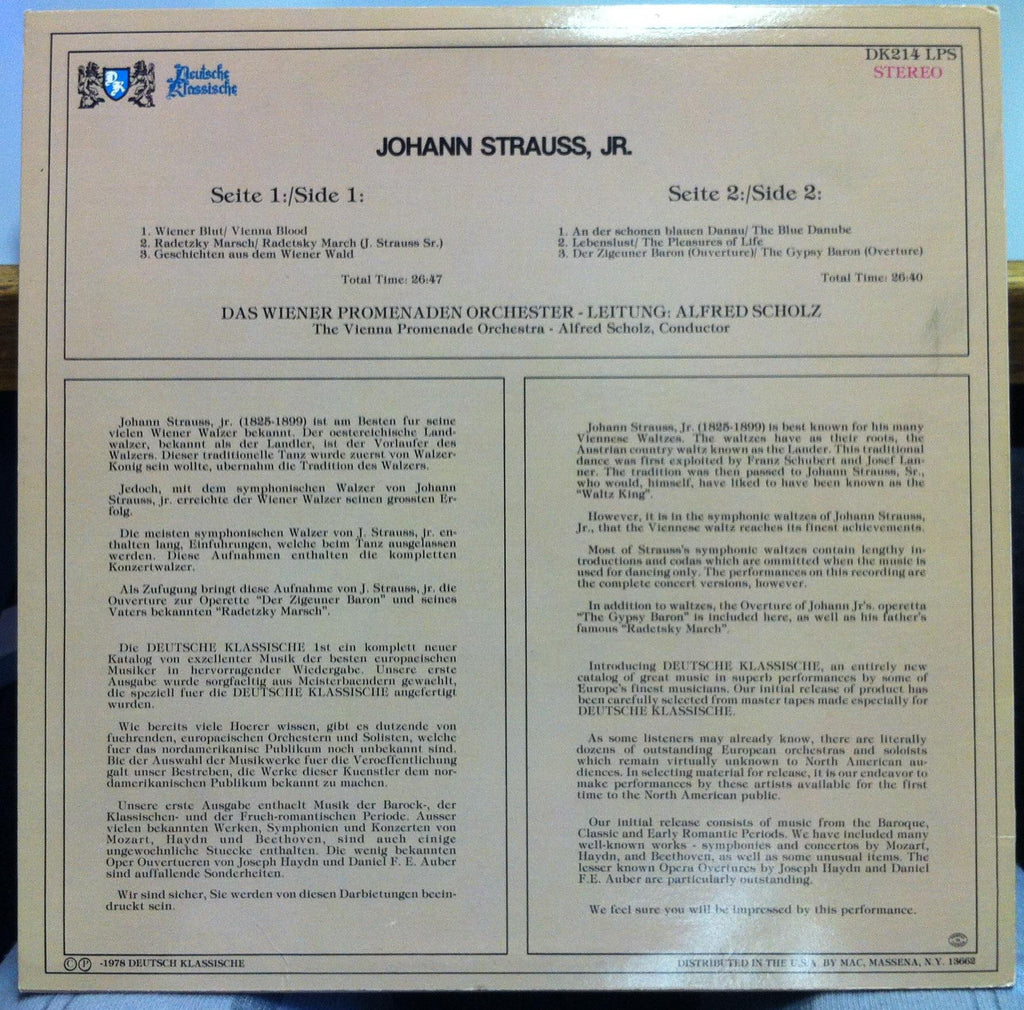 DK
Deutsche
Klassische
DK214 LPS
STEREO
JOHANN STRAUSS, JR.
Seite 1:/Side 1:
1. Wiener Blut/ Vienna Blood
2. Radetzky Marsch/ Radetsky March (J. Strauss Sr.)
3. Geschichten aus dem Wiener Wald
Total Time: 26:47
Seite 2:/Side 2:
1. An der schonen blauen Danau/ The Blue Danube
2. Lebenslust/ The Pleasures of Life
3. Der Zigeuner Baron (Ouverture)/ The Gypsy Baron (Overture)
Total Time: 26:40
DAS WIENER PROMENADEN ORCHESTER - LEITUNG: ALFRED SCHOLZ
The Vienna Promenade Orchestra - Alfred Scholz, Conductor
Johann Strauss, jr. (1825-1899) ist am Besten fur seine
vielen Wiener Walzer bekannt. Der oestereichische Land-
walzer, bekannt als der Landler, ist der Vorlaufer des
Walzers. Dieser traditionelle Tanz wurde zuerst von Walzer-
Konig sein wollte, ubernahm die Tradition des Walzers.
Jedoch, mit dem symphonischen Walzer von Johann
Strauss, jr. erreichte der Wiener Walzer seinen grossten Er-
folg.
Die meisten symphonischen Walzer von J. Strauss, jr. en-
thalten lang, Einfuhrungen, welche beim Tanz ausgelassen
werden. Diese Aufnahmen enthalten die kompletten
Konzertwalzer.
Als Zufugung bringt diese Aufnahme von J. Strauss, jr. die
Ouverture zur Operette "Der Zigeuner Baron" und seines
Vaters bekannten "Radetzky Marsch".
Die DEUTSCHE KLASSISCHE 1st ein komplett neuer
Katalog von exzellenter Musik der besten europaeischen
Musiker in hervorragender Wiedergabe. Unsere erste
Ausgabe wurde sorgfaeltig aus Meisterbaendern gewachlt,
die speziell fuer die DEUTSCHE KLASSISCHE angefertigt
wurden.
Wie bereits viele Hoerer wissen, gibt es dutzende von
fuehrenden, europacischen Orchestern und Solisten, welche
fuer das nordamerikanisc Publikum noch unbekannt sind.
Bie der Auswahl der Musikwerke fuer die Veroeffentlichung
galt unser Bestreben, die Werke dieser Kuenstler dem nor-
damerikanischen Publikum bekannt zu machen.
Unsere erste Ausgabe enthaelt Musik der Barock-, der
Klassischen- und der Fruch-romantischen Periode. Ausser
vielen bekannten Werken, Symphonien und Konzerten von
Mozart, Haydn und Beethoven, sind auch einige
ungewochnliche Stuecke enthalten. Die wenig bekannten
Oper Ouvertueren von Joseph Haydn und Daniel F. E. Auber
sind auffallende Sonderheiten.
Wir sind sicher, Sie werden von diesen Darbietungen beein-
druckt sein.
Johann Strauss, Jr. (1825-1899) is best known for his many
Viennese Waltzes. The waltzes have as their roots, the
Austrian country waltz known as the Lander. This traditional
dance was first exploited by Franz Schubert and Josef Lan-
ner. The tradition was then passed to Johann Strauss, Sr.,
who would, himself, have liked to have been known as the
"Waltz King".
However, it is in the symphonic waltzes of Johann Strauss,
Jr., that the Viennese waltz reaches its finest achievements.
Most of Strauss's symphonic waltzes contain lengthy in-
troductions and codas which are ommitted when the music is
used for dancing only. The performances on this recording are
the complete concert versions, however.
In addition to waltzes, the Overture of Johann Jr's. operetta
"The Gypsy Baron" is included here, as well as his father's
famous "Radetsky March".
Introducing DEUTSCHE KLASSISCHE, an entirely new
catalog of great music in superb performances by some of
Europe's finest musicians. Our initial release of product has
been carefully selected from master tapes made especially for
DEUTSCHE KLASSISCHE.
As some listeners may already know, there are literally
dozens of outstanding European orchestras and soloists
which remain virtually unknown to North American au-
diences. In selecting material for release, it is our endeavor to
make performances by these artists available for the first
time to the North American public.
Our initial release consists of music from the Baroque,
Classic and Early Romantic Periods. We have included many
well-known works - symphonies and concertos by Mozart,
Haydn, and Beethoven, as well as some unusual items. The
lesser known Opera Overtures by Joseph Haydn and Daniel
F.E. Auber are particularly outstanding.
We feel sure you will be impressed by this performance.
© ℗ -1978 DEUTSCH KLASSISCHE
DISTRIBUTED IN THE U.S.A. BY MAC, MASSENA, N.Y. 13662